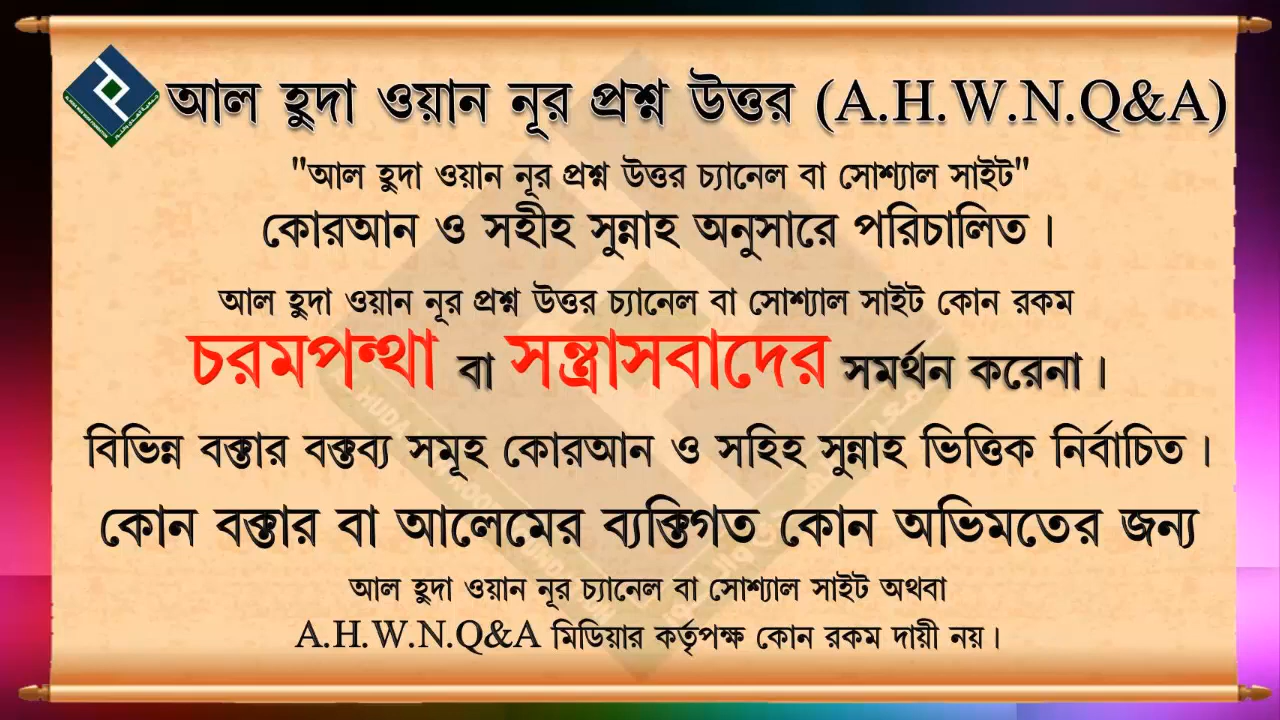 আল হুদা ওয়ান নূর প্রশ্ন উত্তর (A.H.W.N.Q&A)
"আল হুদা ওয়ান নূর প্রশ্ন উত্তর চ্যানেল বা সোশ্যাল সাইট"
কোরআন ও সহীহ সুন্নাহ অনুসারে পরিচালিত ।
আল হুদা ওয়ান নূর প্রশ্ন উত্তর চ্যানেল বা সোশ্যাল সাইট কোন রকম
চরমপন্থা বা সন্ত্রাসবাদের সমর্থন করেনা ।
বিভিন্ন বক্তার বক্তব্য সমূহ কোরআন ও সহিহ সুন্নাহ ভিত্তিক নির্বাচিত ।
কোন বক্তার বা আলেমের ব্যক্তিগত কোন অভিমতের জন্য
আল হুদা ওয়ান নূর চ্যানেল বা সোশ্যাল সাইট অথবা
A.H.W.N.Q&A মিডিয়ার কর্তৃপক্ষ কোন রকম দায়ী নয় ।